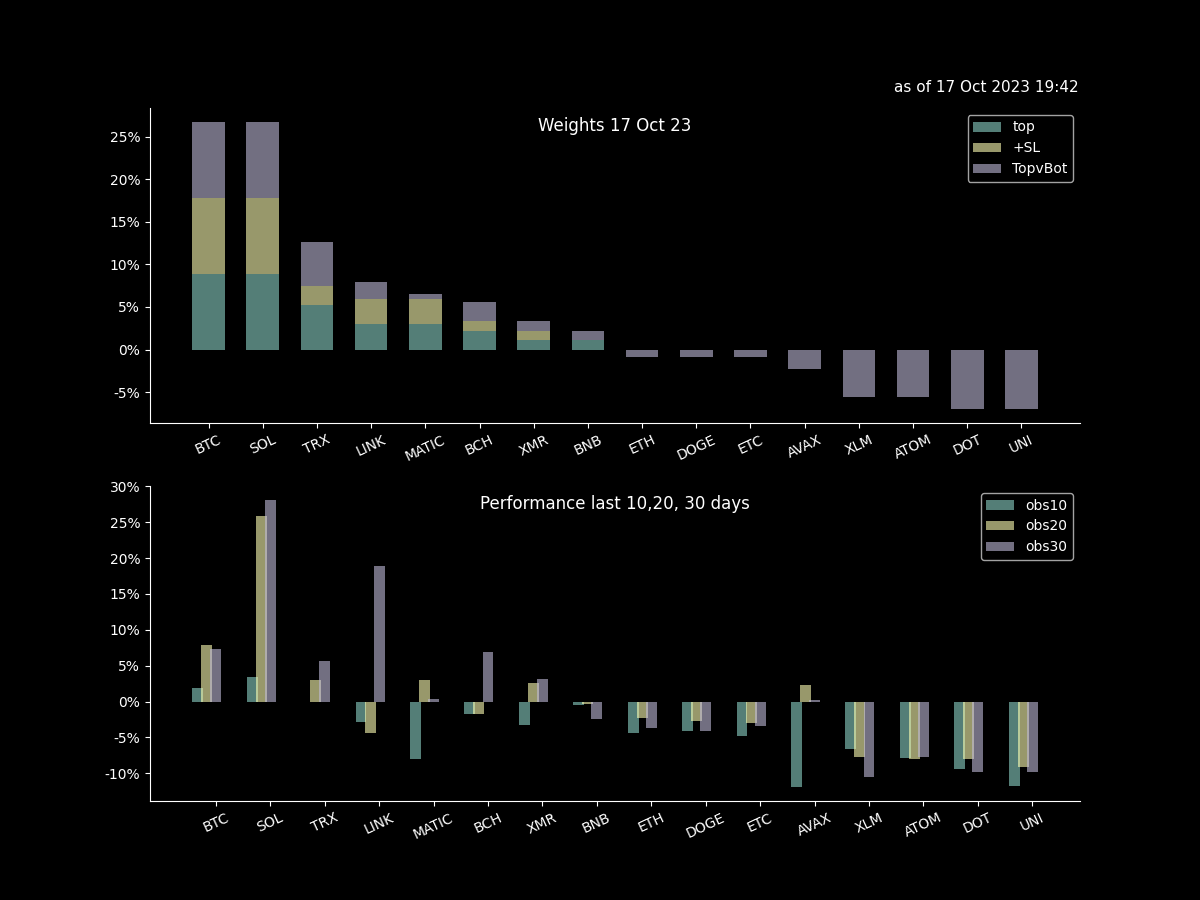 as of 17 Oct 2023 19:42
Weights 17 Oct 23
top
+SL
TopvBot
25%
20%
15%
10%
5%
0%
-5%
BTC SOL TRX LINK MATIC BCH XMR BNB ETH DOGE ETC AVAX XLM ATOM DOT UNI
Performance last 10,20, 30 days
obs10
obs20
obs30
30%
25%
20%
15%
10%
5%
0%
-5%
-10%
BTC SOL TRX LINK MATIC BCH XMR BNB ETH DOGE ETC AVAX XLM ATOM DOT UNI